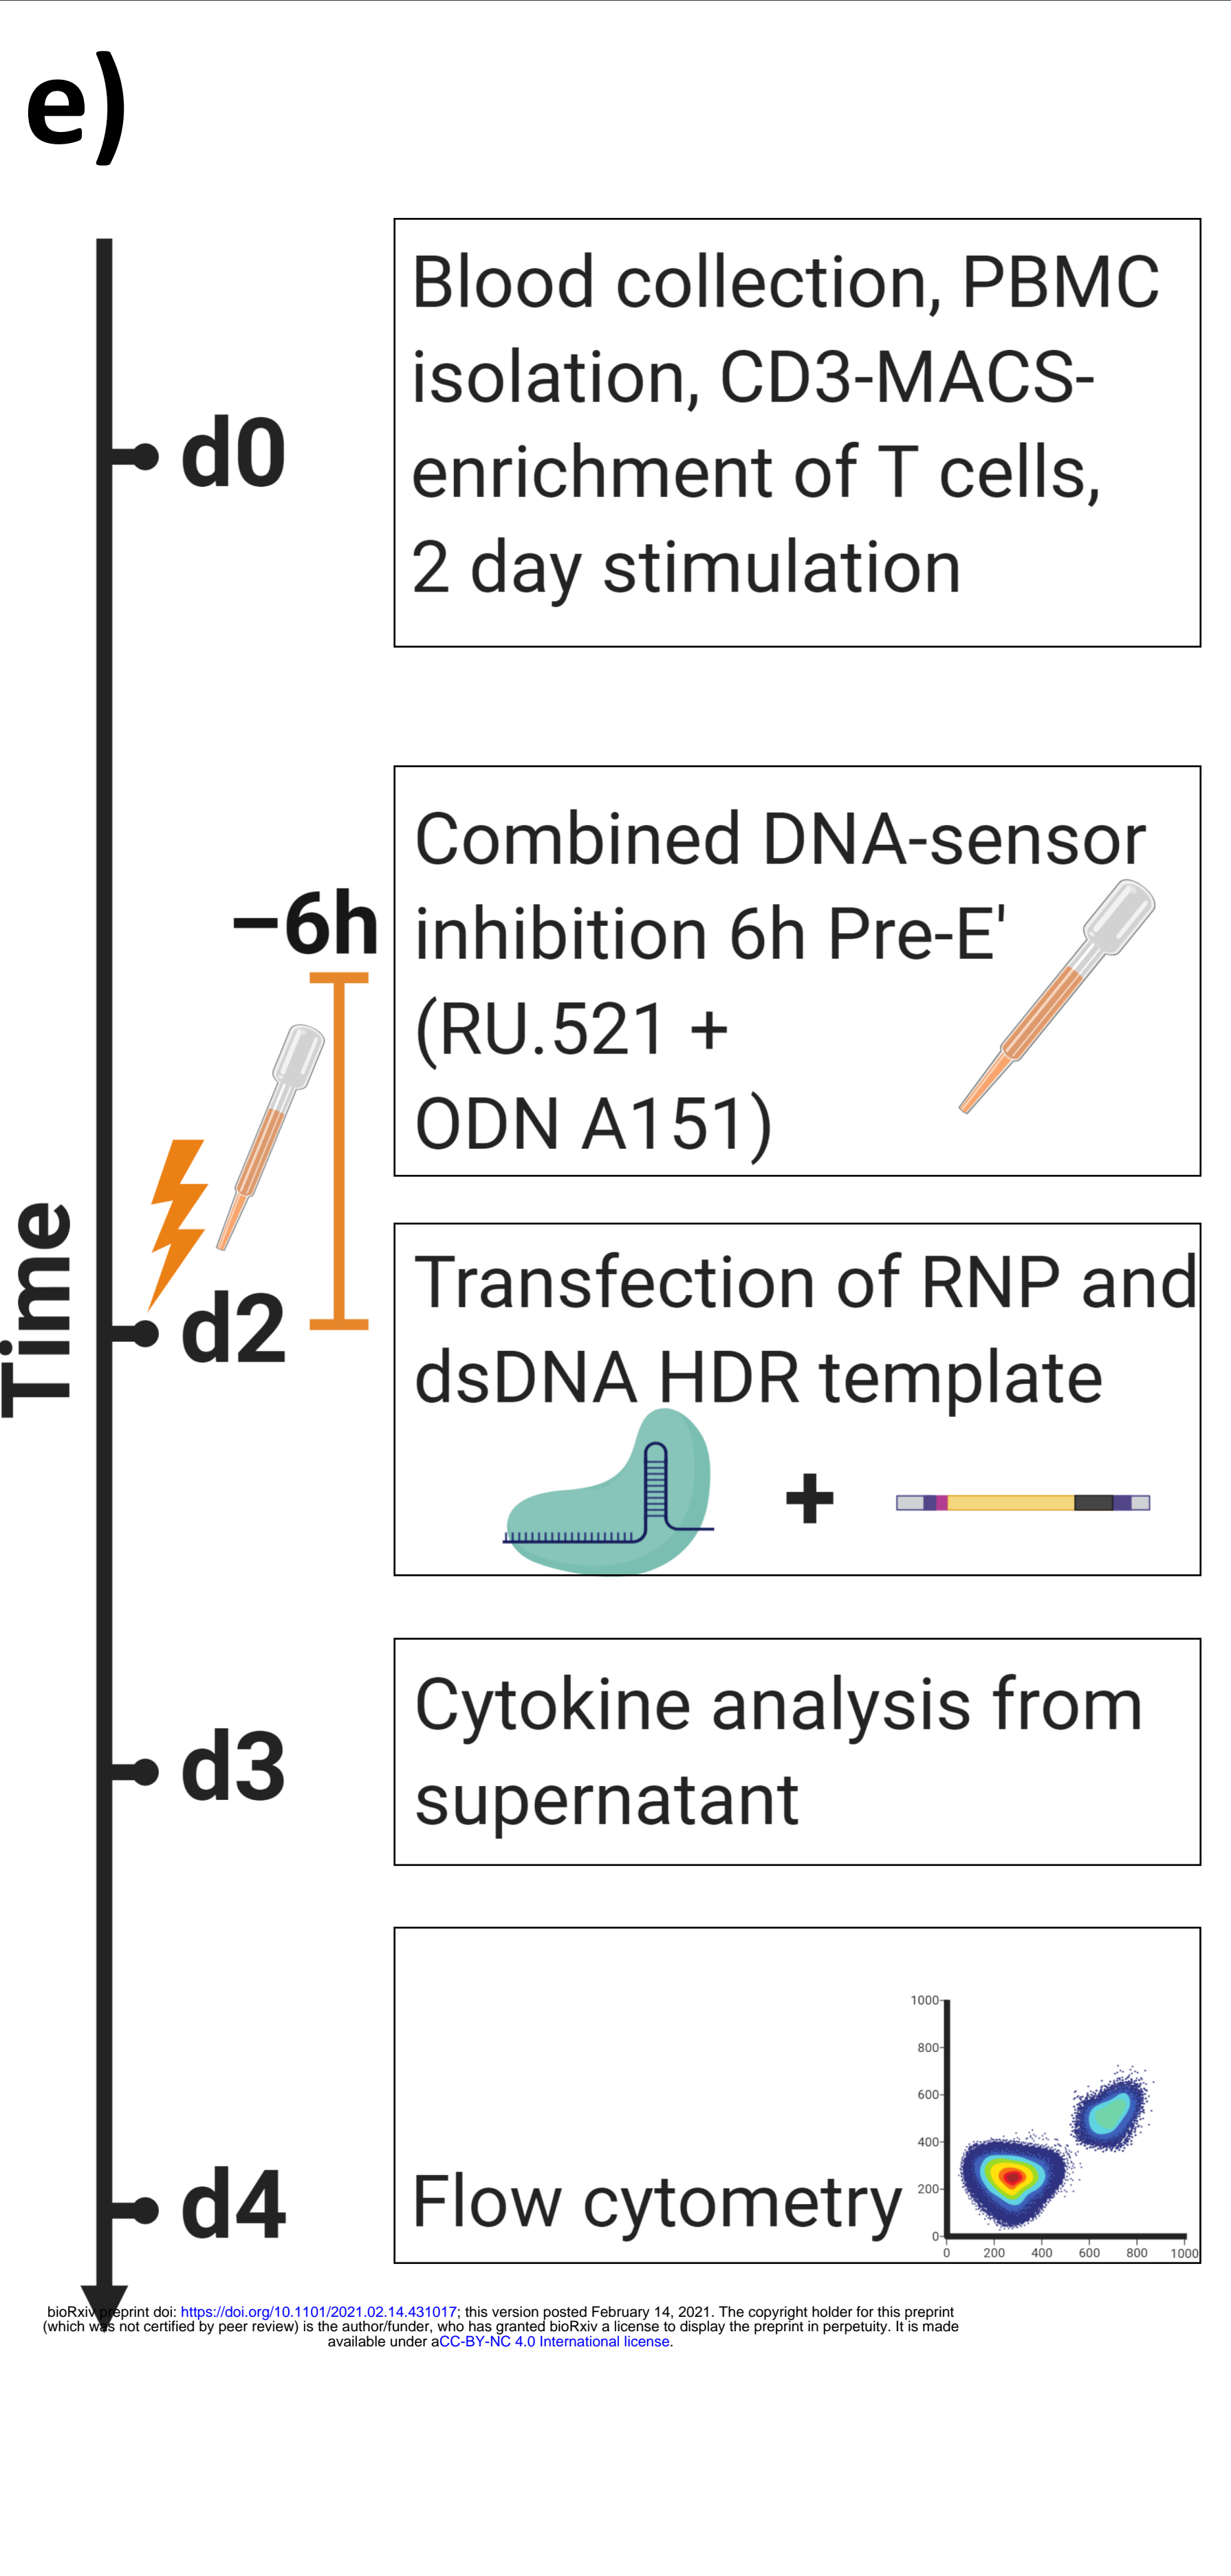 e)
Time
d0
Blood collection, PBMC
isolation, CD3-MACS-
enrichment of T cells,
2 day stimulation
−6h
Combined DNA-sensor
inhibition 6h Pre-E'
(RU.521 +
ODN A151)
d2
Transfection of RNP and
dsDNA HDR template
+
d3
Cytokine analysis from
supernatant
d4
Flow cytometry
1000
800
600
400
200
0
0 200 400 600 800 1000
bioRxiv preprint doi: https://doi.org/10.1101/2021.02.14.431017; this version posted February 14, 2021. The copyright holder for this preprint
(which was not certified by peer review) is the author/funder, who has granted bioRxiv a license to display the preprint in perpetuity. It is made
available under aCC-BY-NC 4.0 International license.